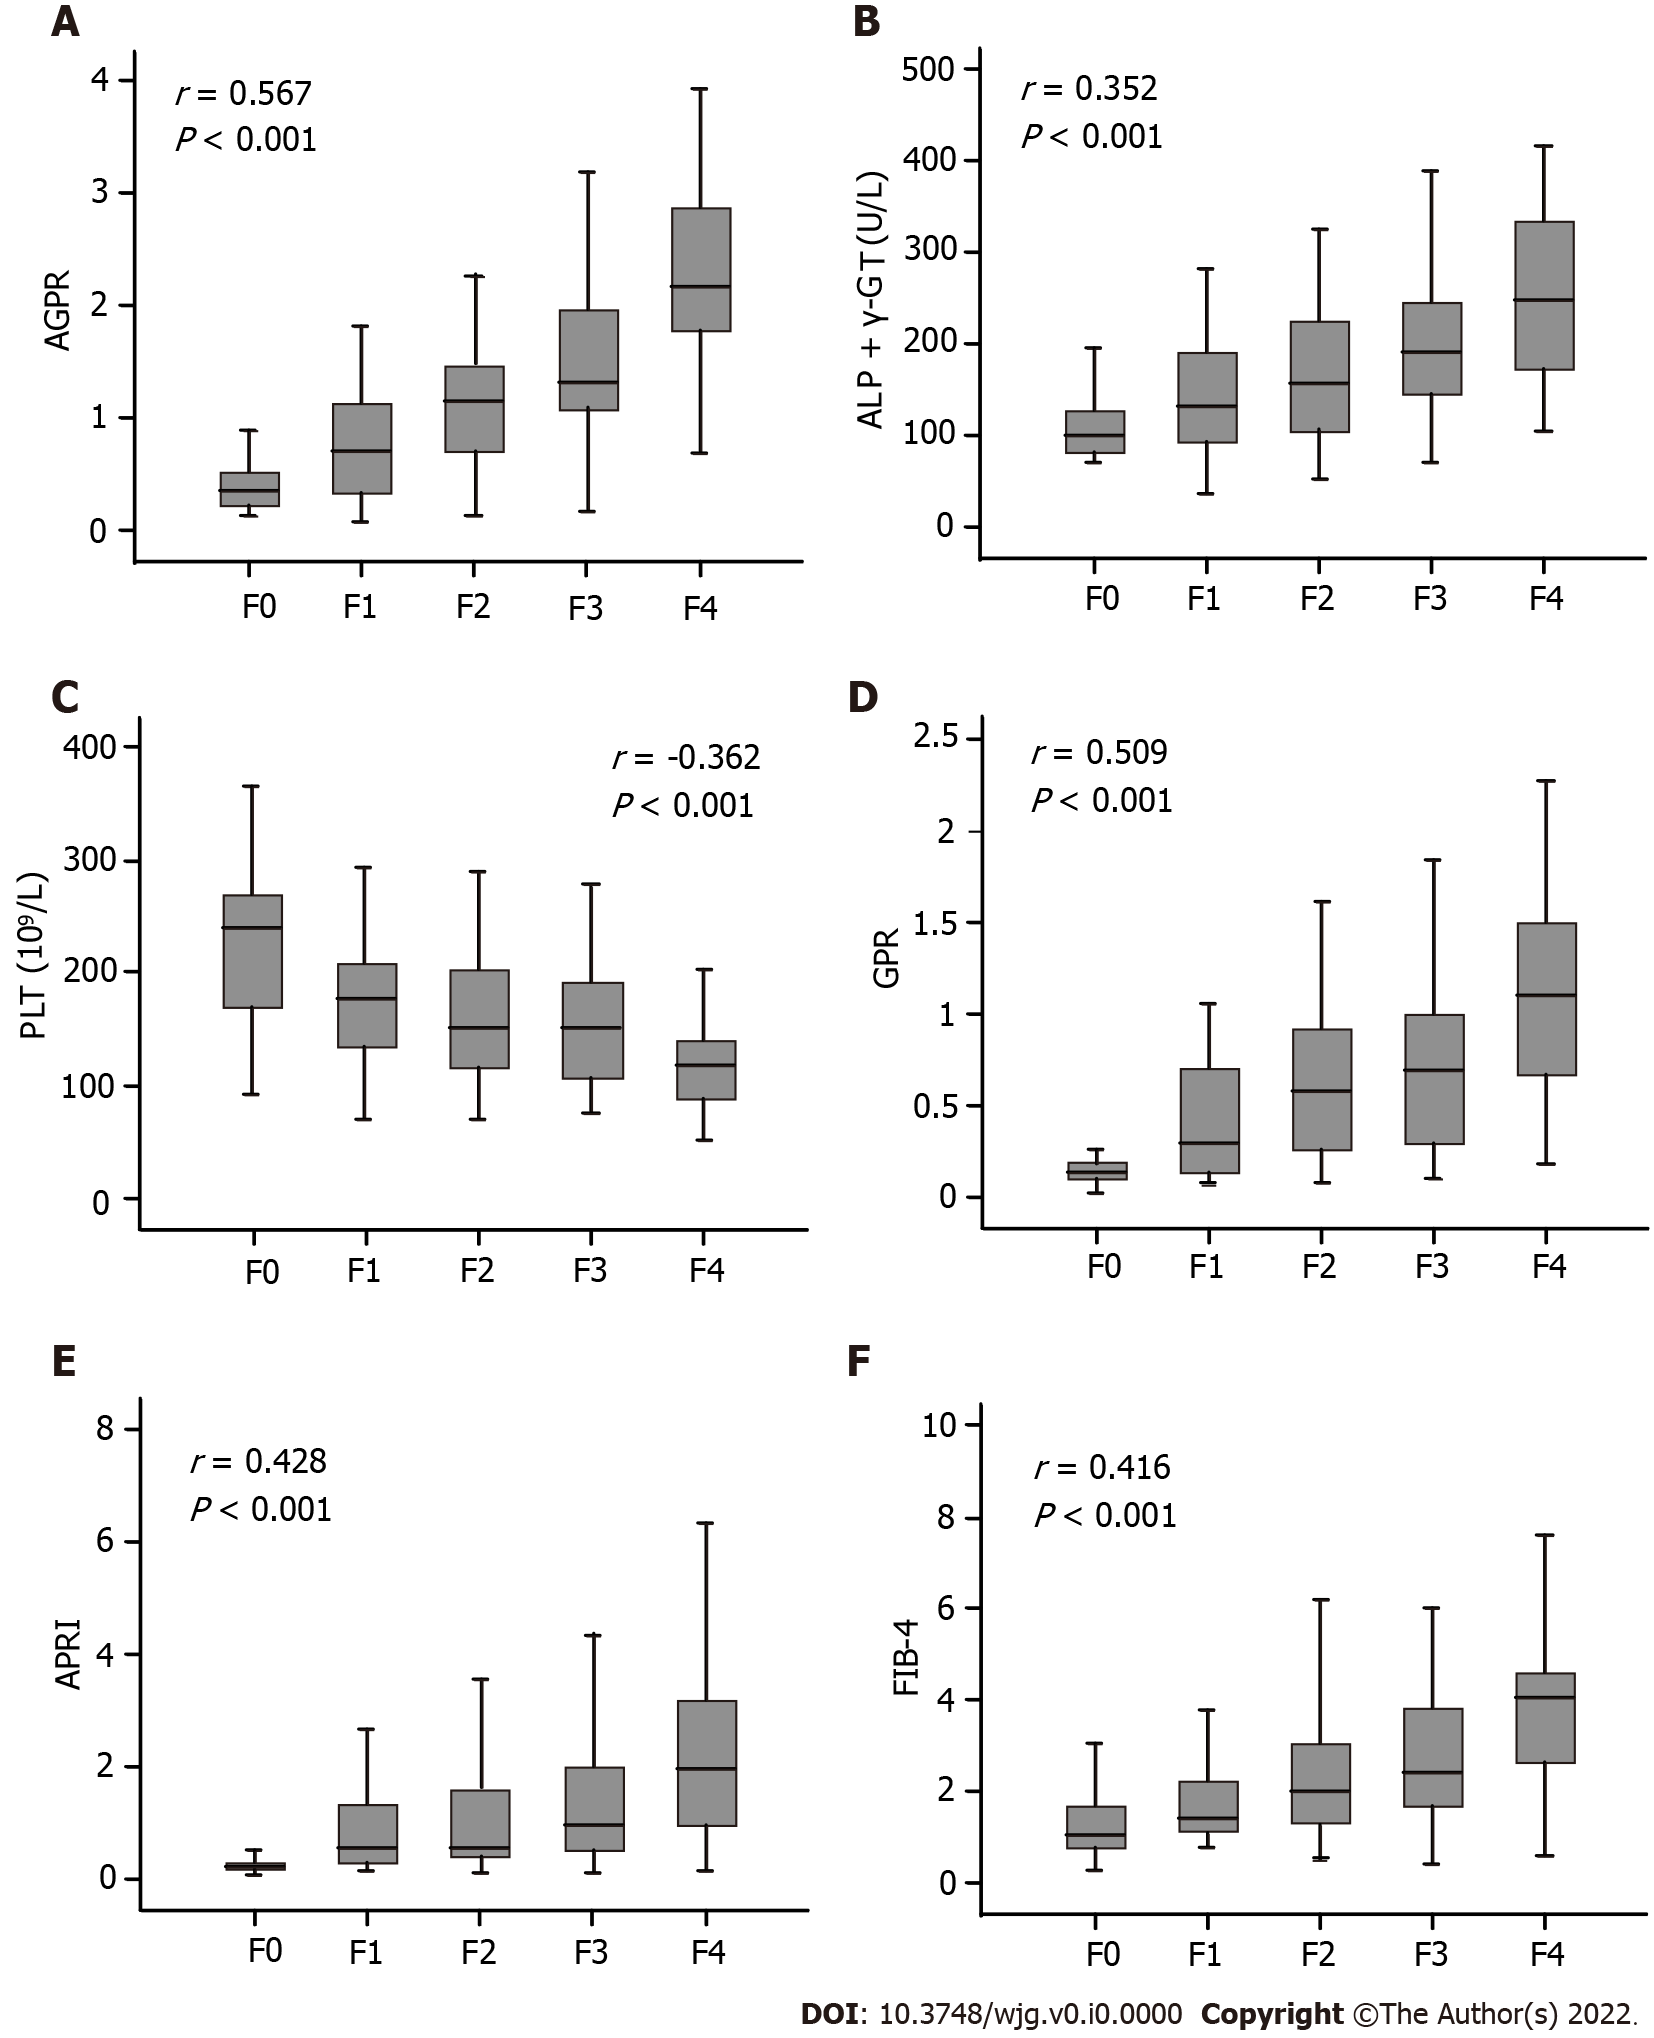 A
r = 0.567
P < 0.001
AGPR
4
3
2
1
0
F0 F1 F2 F3 F4
B
r = 0.352
P < 0.001
ALP + γ-GT (U/L)
500
400
300
200
100
0
F0 F1 F2 F3 F4
C
r = -0.362
P < 0.001
PLT (10⁹/L)
400
300
200
100
0
F0 F1 F2 F3 F4
D
r = 0.509
P < 0.001
GPR
2.5
2
1.5
1
0.5
0
F0 F1 F2 F3 F4
E
r = 0.428
P < 0.001
APRI
8
6
4
2
0
F0 F1 F2 F3 F4
F
r = 0.416
P < 0.001
FIB-4
10
8
6
4
2
0
F0 F1 F2 F3 F4
DOI: 10.3748/wjg.v0.i0.0000 Copyright ©The Author(s) 2022.